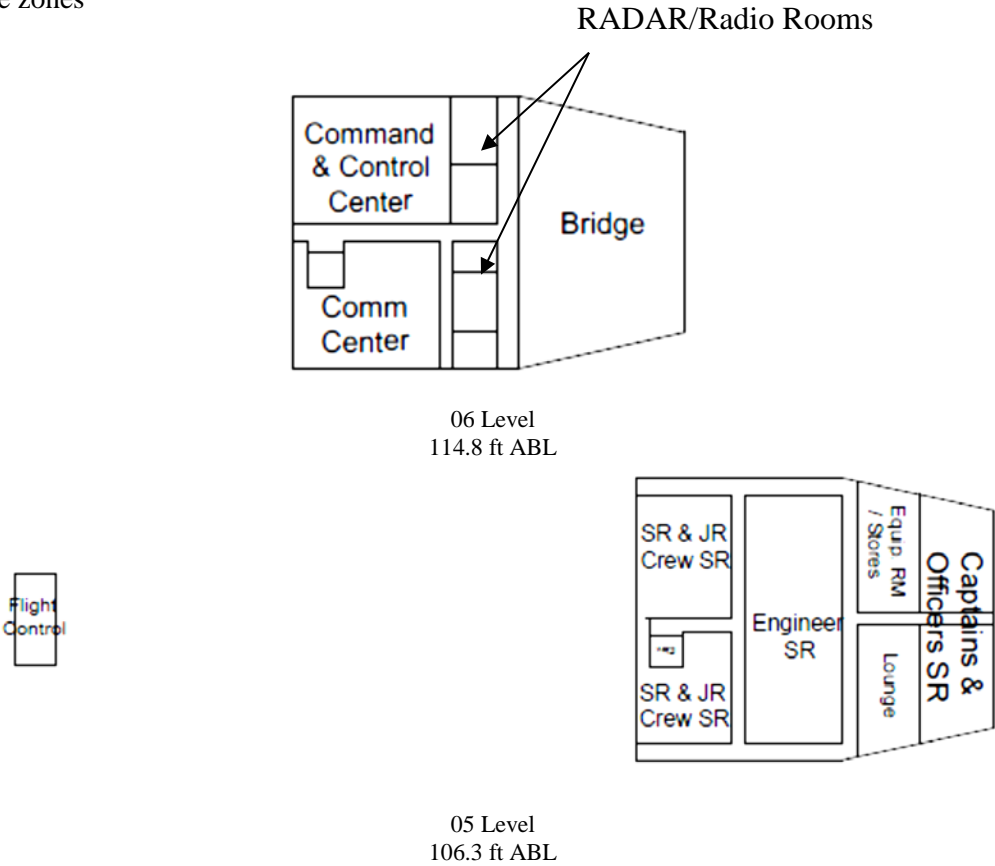 e zones
RADAR/Radio Rooms
Command
& Control
Center
Bridge
Comm
Center
06 Level
114.8 ft ABL
Flight
Control
SR & JR
Crew SR
Engineer
SR
SR & JR
Crew SR
Equip RM
/ Stores
Lounge
Captains &
Officers SR
05 Level
106.3 ft ABL